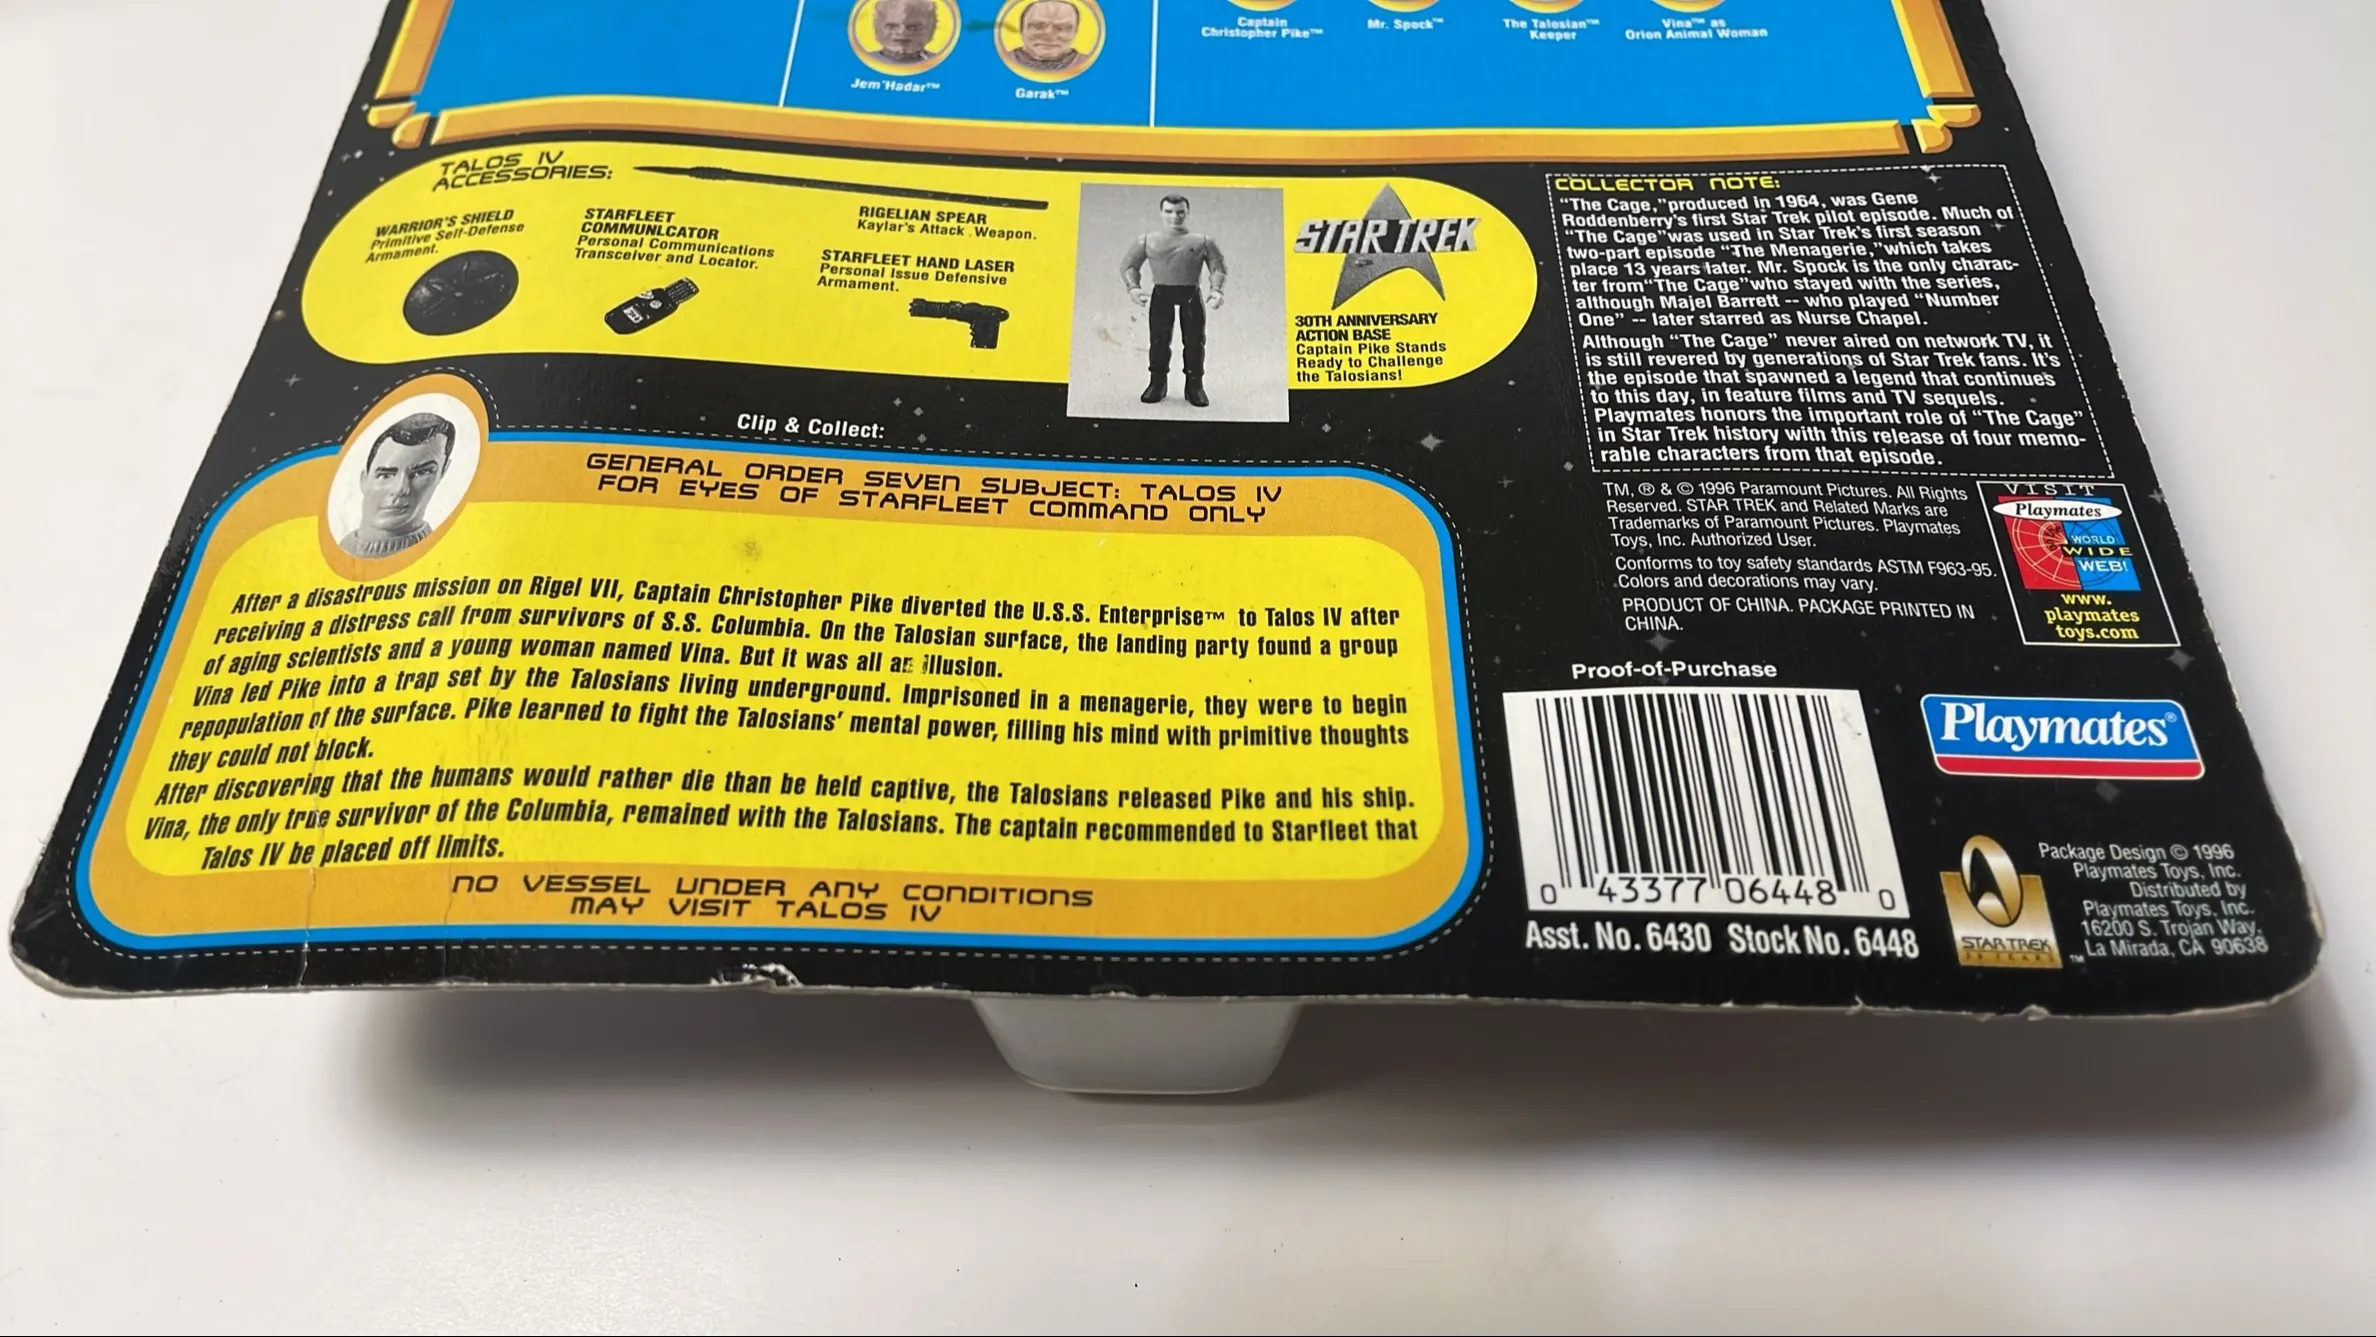 Jem'Hadar™
Garak™
Captain
Christopher Pike™
Mr. Spock™
The Talosian™
Keeper
Vina™ as
Orion Animal Woman
TALOS IV
ACCESSORIES:
WARRIOR'S SHIELD
Primitive Self-Defense
Armament.
STARFLEET
COMMUNLCATOR
Personal Communications
Transceiver and Locator.
RIGELIAN SPEAR
Kaylar's Attack Weapon.
STARFLEET HAND LASER
Personal Issue Defensive
Armament.
STAR TREK
30TH ANNIVERSARY
ACTION BASE
Captain Pike Stands
Ready to Challenge
the Talosians!
COLLECTOR NOTE:
"The Cage,"produced in 1964, was Gene
Roddenberry's first Star Trek pilot episode. Much of
"The Cage"was used in Star Trek's first season
two-part episode "The Menagerie,"which takes
place 13 years later. Mr. Spock is the only charac-
ter from"The Cage"who stayed with the series,
although Majel Barrett -- who played "Number
One" -- later starred as Nurse Chapel.
Although "The Cage" never aired on network TV, it
is still revered by generations of Star Trek fans. It's
the episode that spawned a legend that continues
to this day, in feature films and TV sequels.
Playmates honors the important role of "The Cage"
in Star Trek history with this release of four memo-
rable characters from that episode.
TM, ® & © 1996 Paramount Pictures. All Rights
Reserved. STAR TREK and Related Marks are
Trademarks of Paramount Pictures. Playmates
Toys, Inc. Authorized User.
Conforms to toy safety standards ASTM F963-95.
Colors and decorations may vary.
PRODUCT OF CHINA. PACKAGE PRINTED IN
CHINA.
VISIT
Playmates
WORLD
WIDE
WEB!
www.
playmates
toys.com
Clip & Collect:
GENERAL ORDER SEVEN SUBJECT: TALOS IV
FOR EYES OF STARFLEET COMMAND ONLY
After a disastrous mission on Rigel VII, Captain Christopher Pike diverted the U.S.S. Enterprise™ to Talos IV after
receiving a distress call from survivors of S.S. Columbia. On the Talosian surface, the landing party found a group
of aging scientists and a young woman named Vina. But it was all an illusion.
Vina led Pike into a trap set by the Talosians living underground. Imprisoned in a menagerie, they were to begin
repopulation of the surface. Pike learned to fight the Talosians' mental power, filling his mind with primitive thoughts
they could not block.
After discovering that the humans would rather die than be held captive, the Talosians released Pike and his ship.
Vina, the only true survivor of the Columbia, remained with the Talosians. The captain recommended to Starfleet that
Talos IV be placed off limits.
NO VESSEL UNDER ANY CONDITIONS
MAY VISIT TALOS IV
Proof-of-Purchase
0 43377 06448 0
Asst. No. 6430 Stock No. 6448
Playmates®
STAR TREK
30 YEARS ™
Package Design © 1996
Playmates Toys, Inc.
Distributed by
Playmates Toys, Inc.
16200 S. Trojan Way,
La Mirada, CA 90638